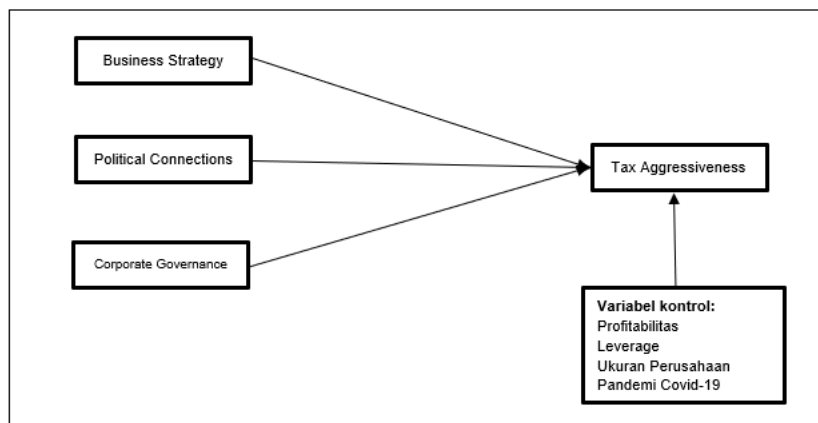 Business Strategy
Political Connections
Tax Aggressiveness
Corporate Governance
Variabel kontrol:
Profitabilitas
Leverage
Ukuran Perusahaan
Pandemi Covid-19